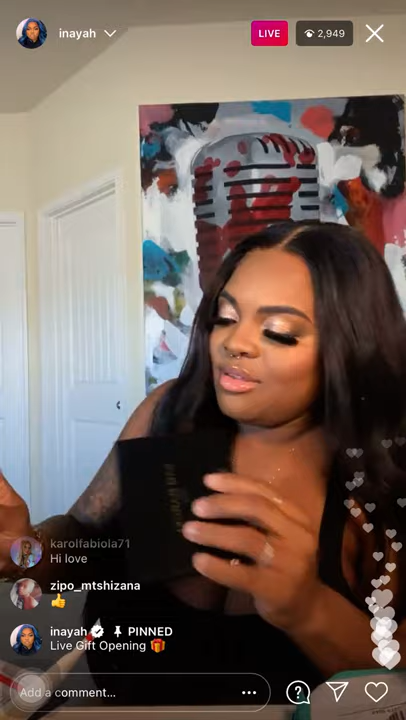 inayah
LIVE
2,949
karolfabiola71
Hi love
zipo_mtshizana
👍
inayah PINNED
Live Gift Opening 🎁
Add a comment...